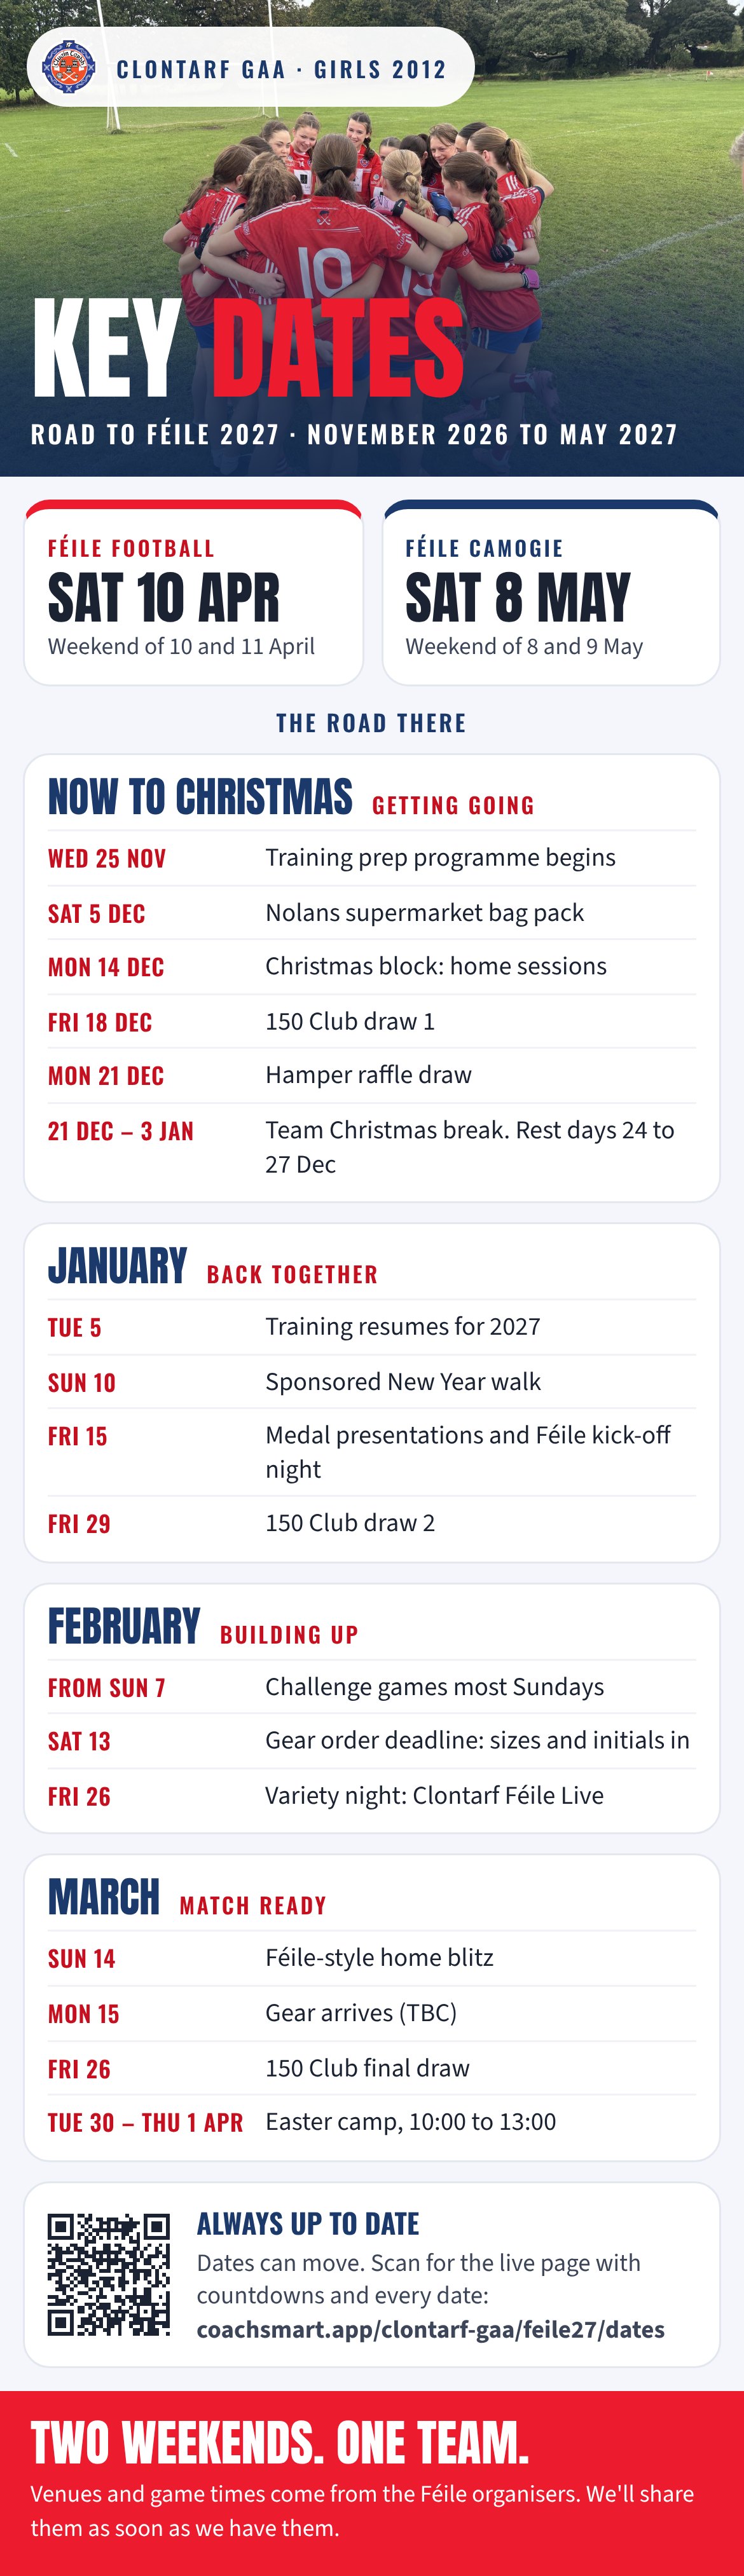 CLONTARF GAA · GIRLS 2012
10
KEY DATES
ROAD TO FÉILE 2027 · NOVEMBER 2026 TO MAY 2027
FÉILE FOOTBALL
SAT 10 APR
Weekend of 10 and 11 April
FÉILE CAMOGIE
SAT 8 MAY
Weekend of 8 and 9 May
THE ROAD THERE
NOW TO CHRISTMAS GETTING GOING
WED 25 NOV Training prep programme begins
SAT 5 DEC Nolans supermarket bag pack
MON 14 DEC Christmas block: home sessions
FRI 18 DEC 150 Club draw 1
MON 21 DEC Hamper raffle draw
21 DEC – 3 JAN Team Christmas break. Rest days 24 to
27 Dec
JANUARY BACK TOGETHER
TUE 5 Training resumes for 2027
SUN 10 Sponsored New Year walk
FRI 15 Medal presentations and Féile kick-off
night
FRI 29 150 Club draw 2
FEBRUARY BUILDING UP
FROM SUN 7 Challenge games most Sundays
SAT 13 Gear order deadline: sizes and initials in
FRI 26 Variety night: Clontarf Féile Live
MARCH MATCH READY
SUN 14 Féile-style home blitz
MON 15 Gear arrives (TBC)
FRI 26 150 Club final draw
TUE 30 – THU 1 APR Easter camp, 10:00 to 13:00
ALWAYS UP TO DATE
Dates can move. Scan for the live page with
countdowns and every date:
coachsmart.app/clontarf-gaa/feile27/dates
TWO WEEKENDS. ONE TEAM.
Venues and game times come from the Féile organisers. We'll share
them as soon as we have them.